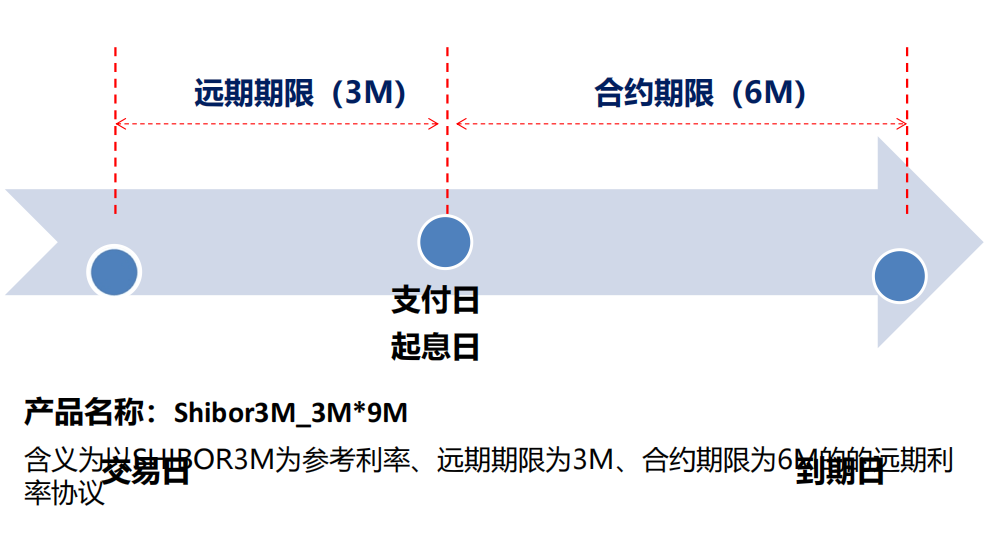 远期期限（3M）
合约期限（6M）
支付日
起息日
产品名称：Shibor3M_3M*9M
含义为以SHIBOR3M为参考利率、远期期限为3M、合约期限为6M的的远期利
率协议
交易日
到期日